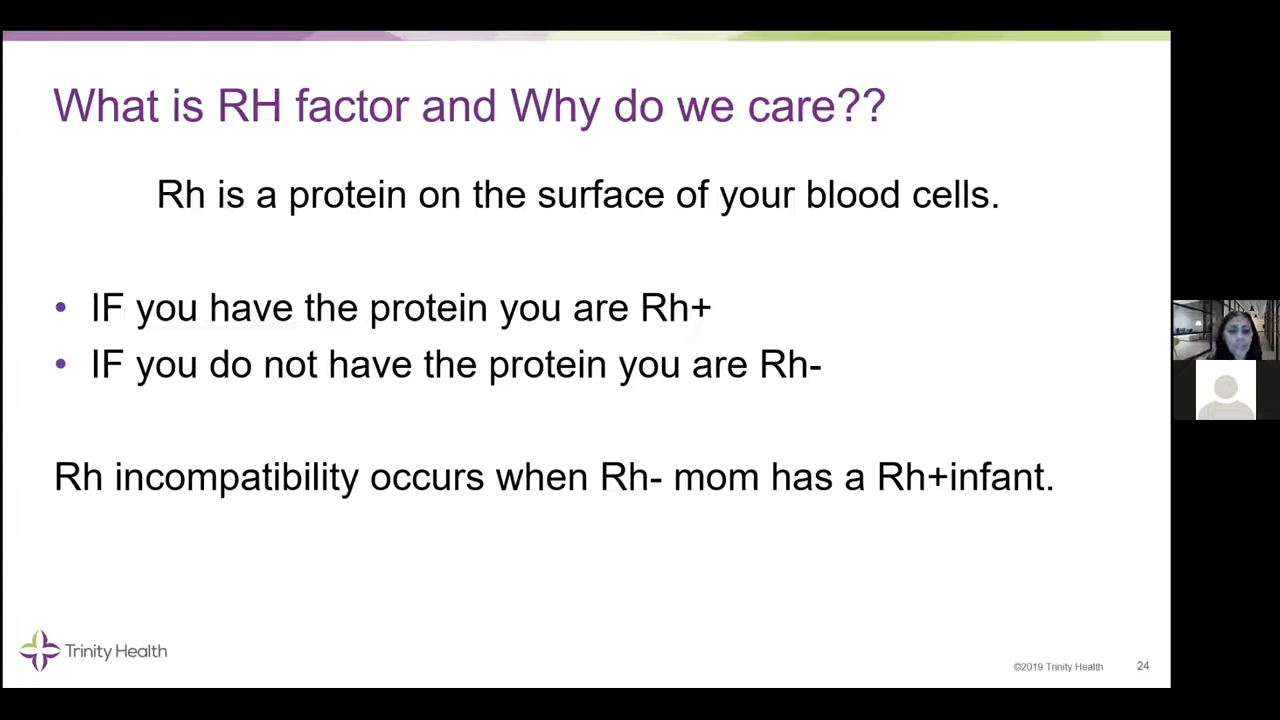 What is RH factor and Why do we care??
Rh is a protein on the surface of your blood cells.
• IF you have the protein you are Rh+
• IF you do not have the protein you are Rh-
Rh incompatibility occurs when Rh- mom has a Rh+infant.
Trinity Health
©2019 Trinity Health
24